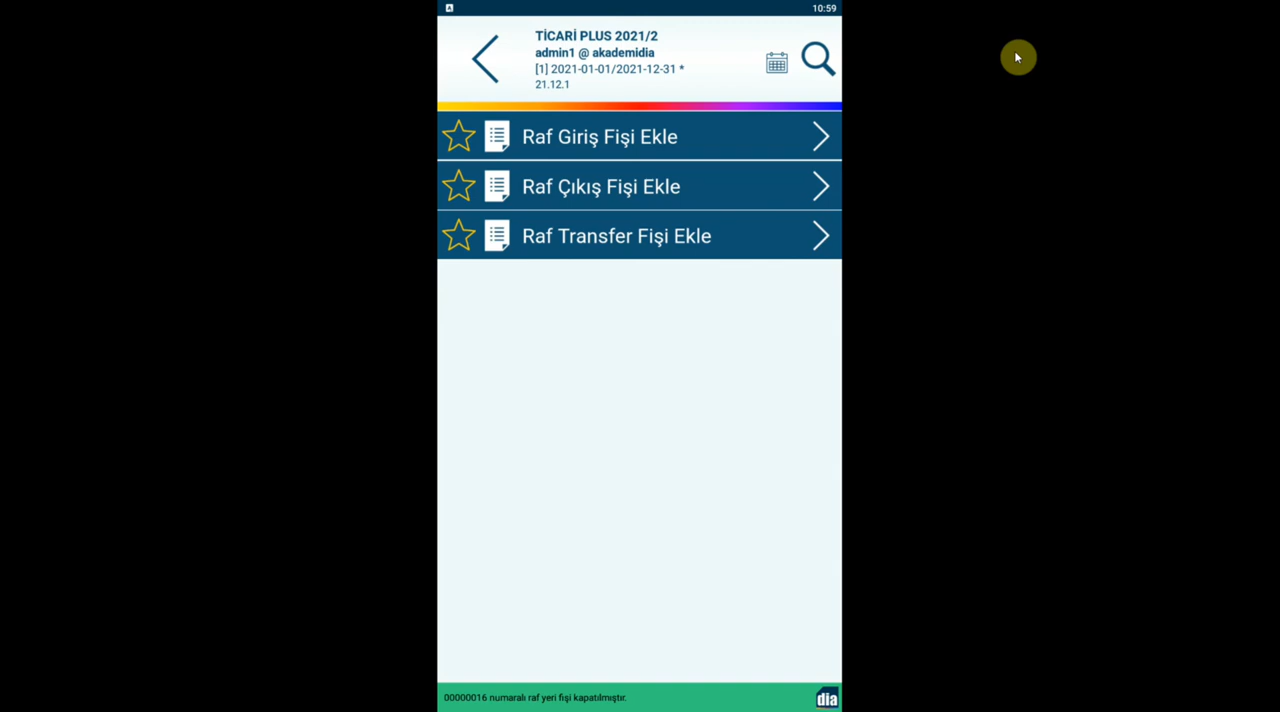 A
10:59
TİCARİ PLUS 2021/2
admin1 @ akademidia
[1] 2021-01-01/2021-12-31 *
21.12.1
Raf Giriş Fişi Ekle
Raf Çıkış Fişi Ekle
Raf Transfer Fişi Ekle
00000016 numaralı raf yeri fişi kapatılmıştır.
dia